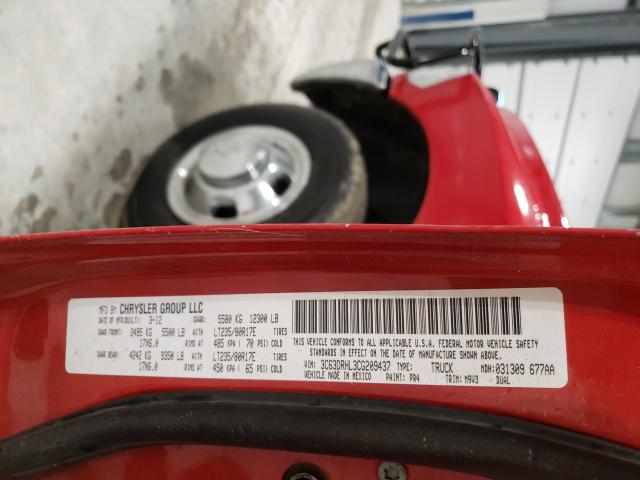 MFD BY CHRYSLER GROUP LLC
DATE OF MFR(BUILT): 3-12 GVWR: 5580 KG 12300 LB
GAWR FRONT: 2495 KG 5500 LB WITH LT235/80R17E TIRES
17X6.0 RIMS AT 485 KPA ( 70 PSI) COLD
GAWR REAR: 4242 KG 9350 LB WITH LT235/80R17E TIRES
17X6.0 RIMS AT 450 KPA ( 65 PSI) COLD
THIS VEHICLE CONFORMS TO ALL APPLICABLE U.S.A. FEDERAL MOTOR VEHICLE SAFETY
STANDARDS IN EFFECT ON THE DATE OF MANUFACTURE SHOWN ABOVE.
VIN: 3C63DRHL3CG209437 TYPE: TRUCK MDH: 031309 677AA
VEHICLE MADE IN MEXICO PAINT: PR4 TRIM: M9V3 DUAL